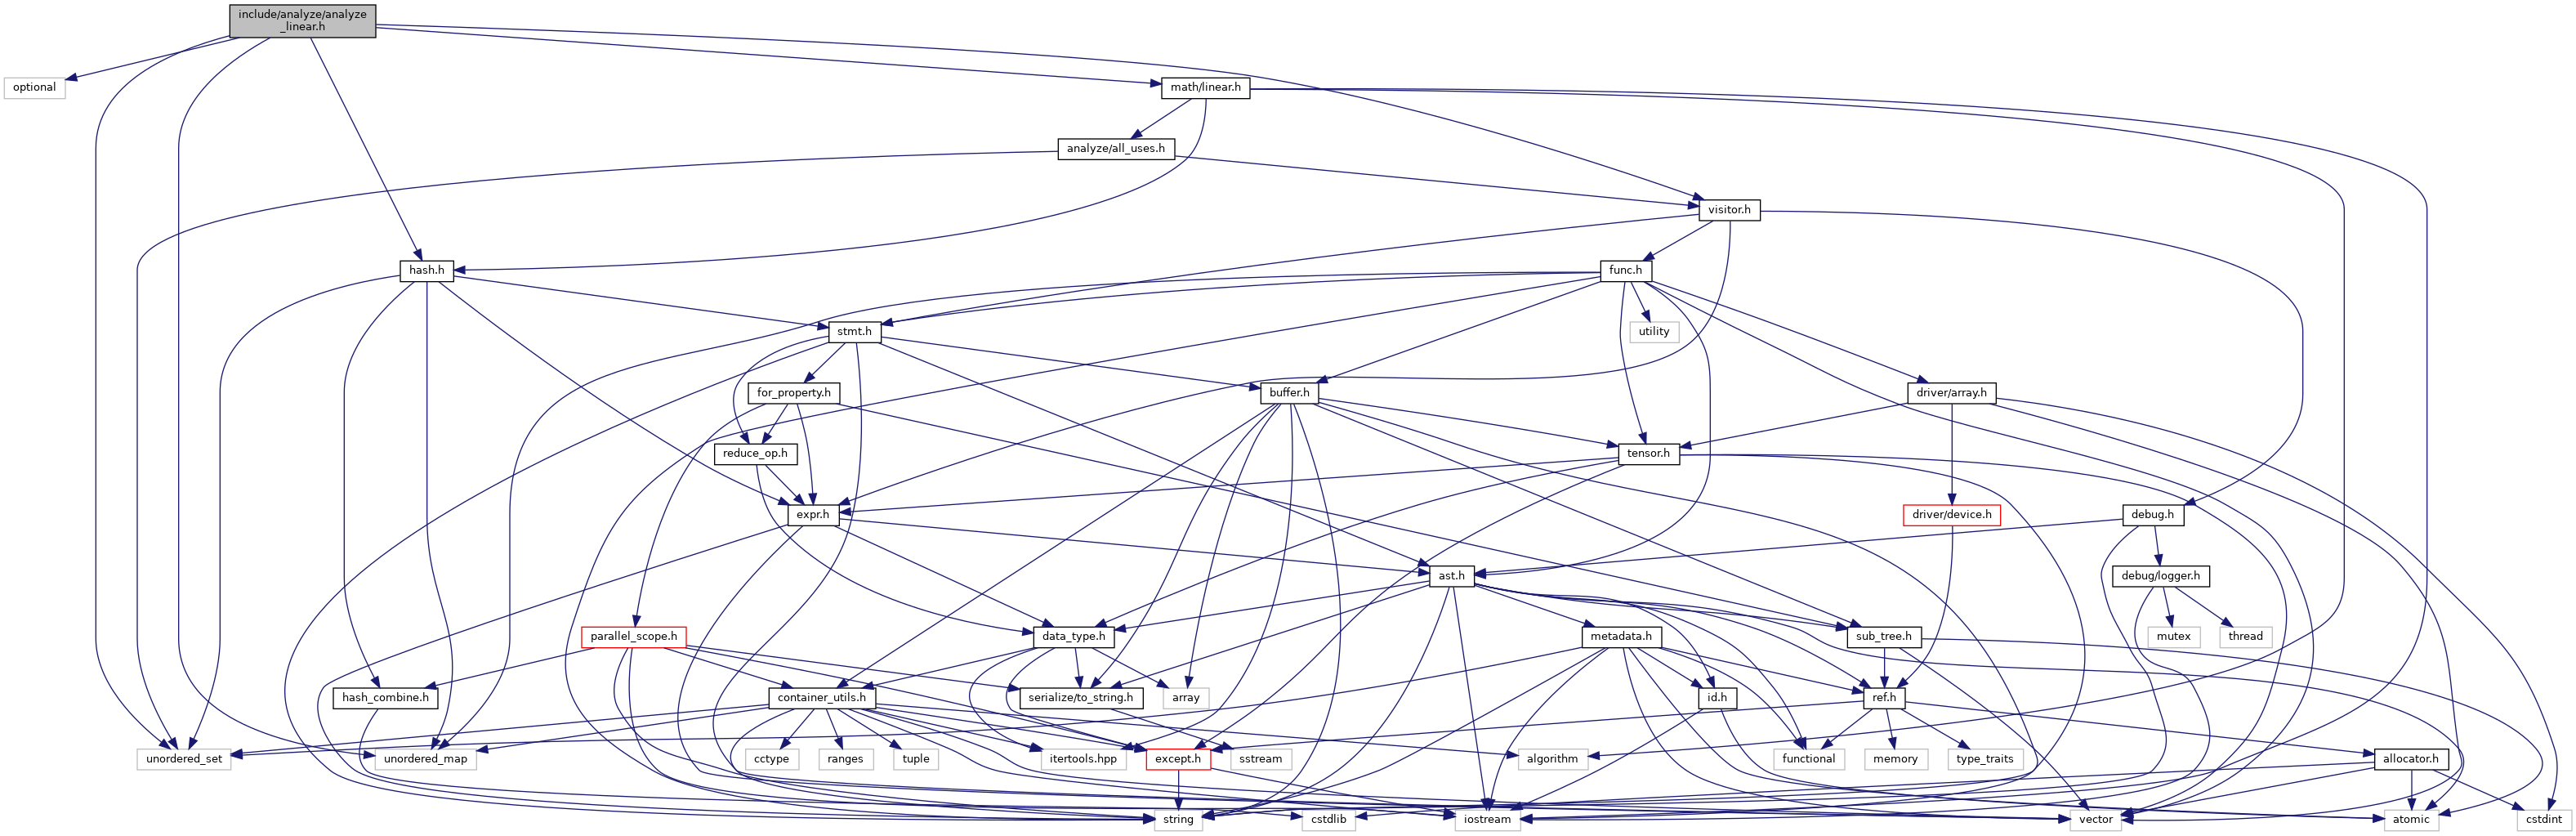 include/analyze/analyze
_linear.h
optional
math/linear.h
analyze/all_uses.h
visitor.h
hash.h
func.h
stmt.h
utility
for_property.h
buffer.h
driver/array.h
reduce_op.h
tensor.h
expr.h
driver/device.h
debug.h
ast.h
debug/logger.h
parallel_scope.h
data_type.h
metadata.h
sub_tree.h
mutex
thread
hash_combine.h
container_utils.h
serialize/to_string.h
array
id.h
ref.h
unordered_set
unordered_map
cctype
ranges
tuple
itertools.hpp
except.h
sstream
algorithm
functional
memory
type_traits
allocator.h
string
cstdlib
iostream
vector
atomic
cstdint